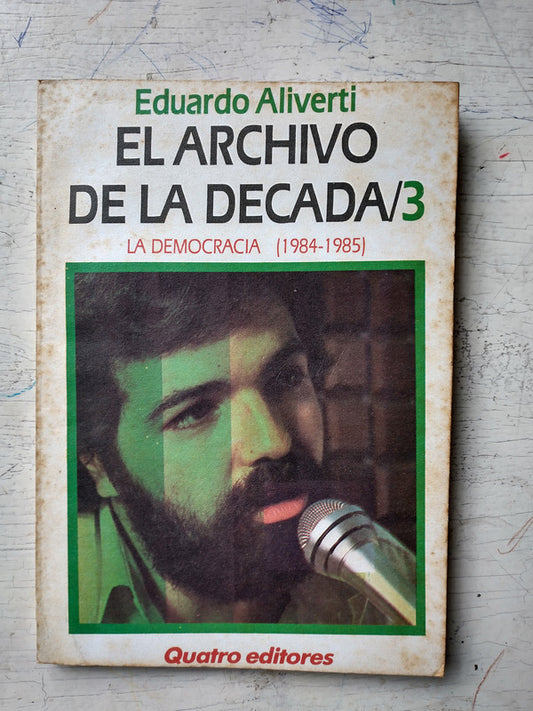 Eduardo Aliverti
EL ARCHIVO
DE LA DECADA/3
LA DEMOCRACIA (1984-1985)
Quatro editores